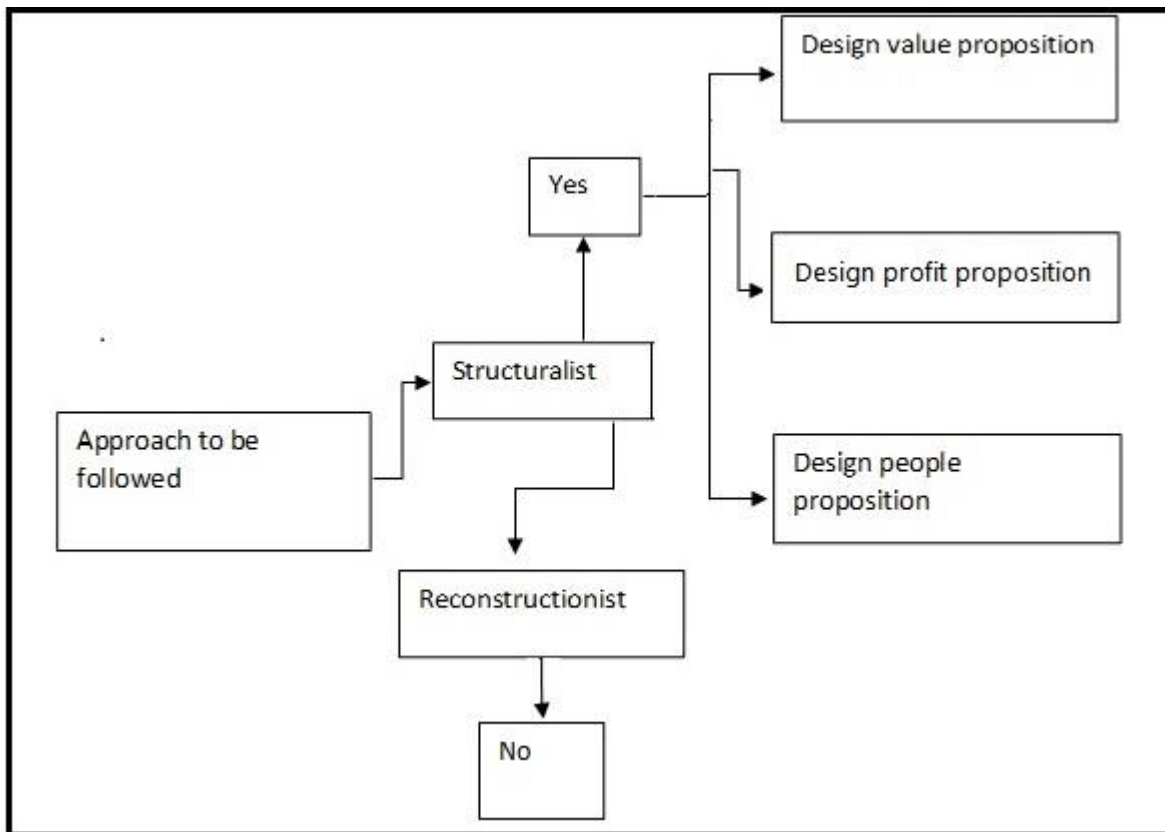 Design value proposition
Yes
Design profit proposition
Structuralist
Approach to be
followed
Design people
proposition
Reconstructionist
No